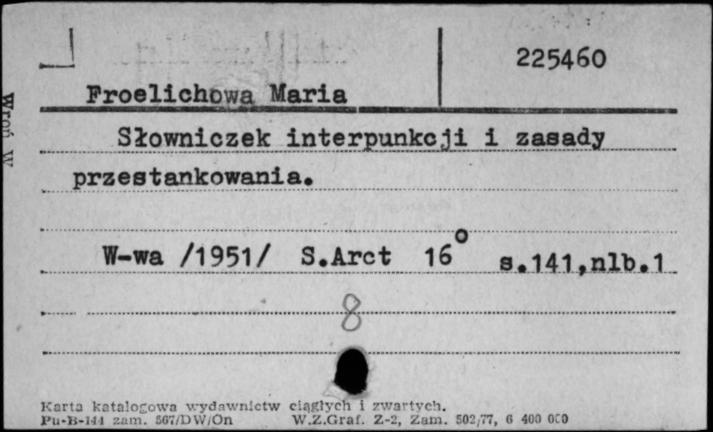 225460
Froelichowa Maria
Słowniczek interpunkcji i zasady
przestankowania.
W-wa /1951/ S.Arct 16° s.141,nlb.1
8
Karta katalogowa wydawnictw ciągłych i zwartych.
Pu-B-144 zam. 567/DW/On W.Z.Graf. Z-2, Zam. 502/77, 6 400 000